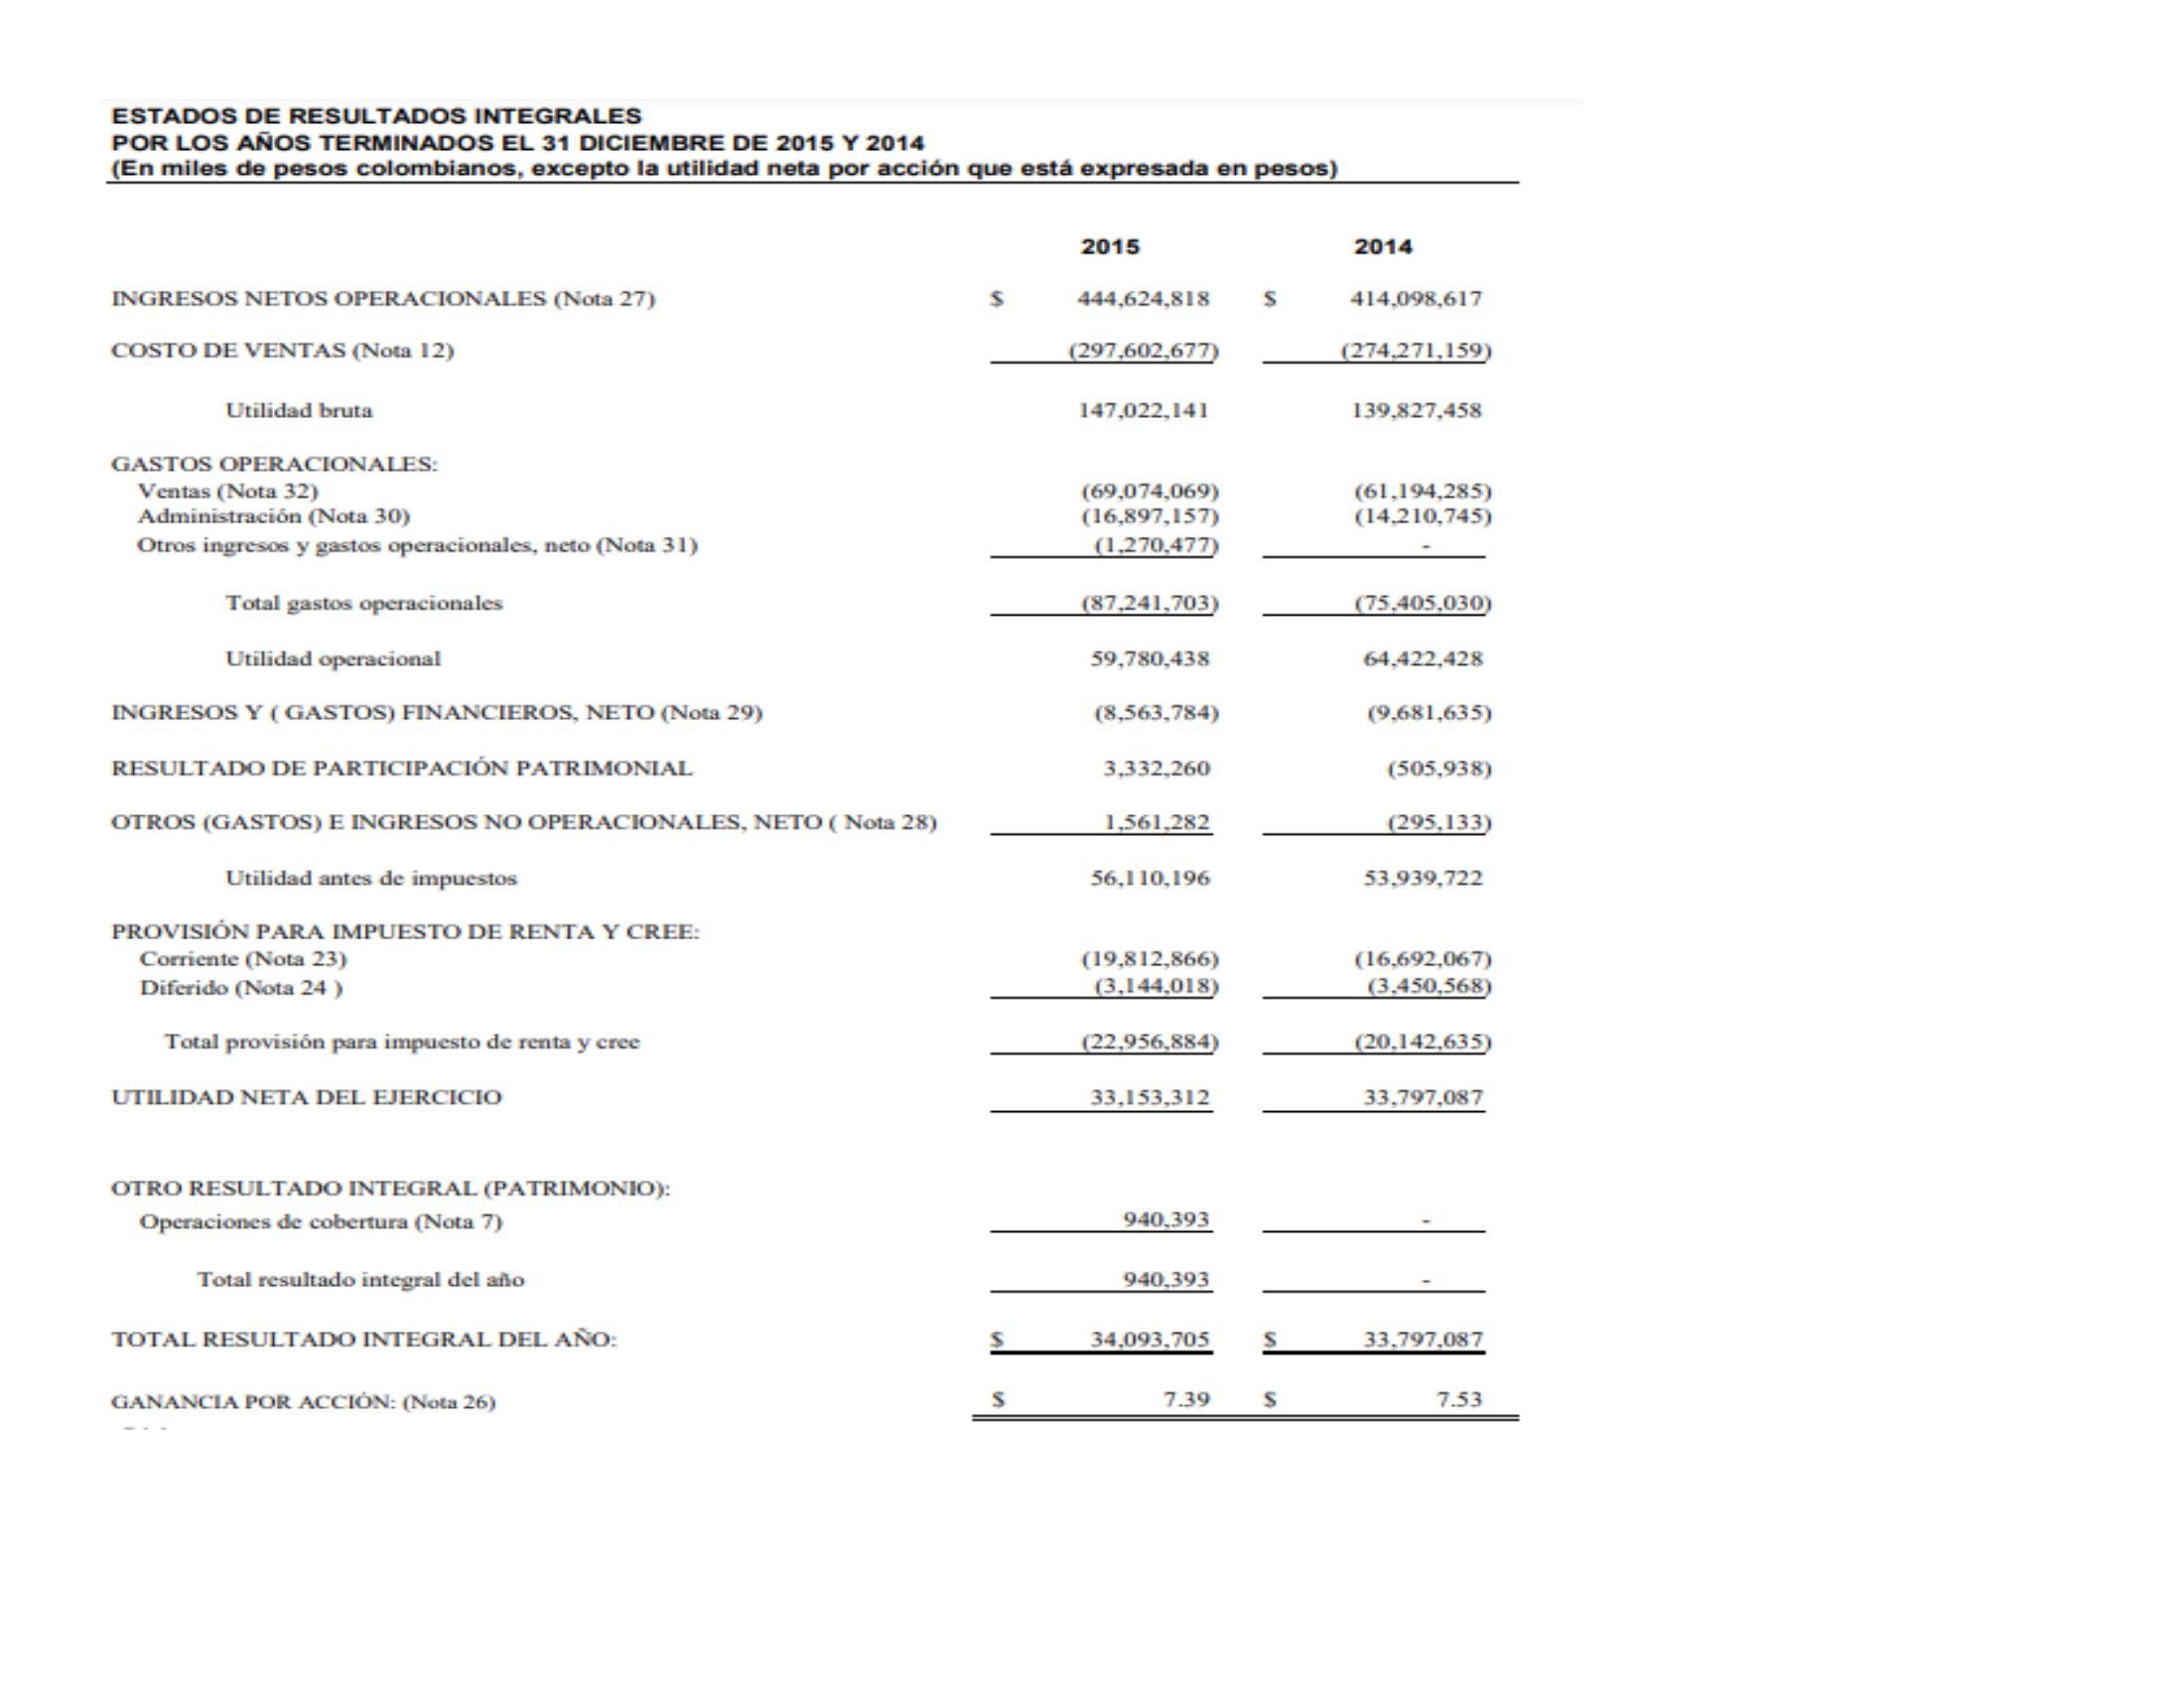 ESTADOS DE RESULTADOS INTEGRALES
POR LOS AÑOS TERMINADOS EL 31 DICIEMBRE DE 2015 Y 2014
(En miles de pesos colombianos, excepto la utilidad neta por acción que está expresada en pesos)
2015 2014
INGRESOS NETOS OPERACIONALES (Nota 27) $ 444,624,818 $ 414,098,617
COSTO DE VENTAS (Nota 12) (297,602,677) (274,271,159)
Utilidad bruta 147,022,141 139,827,458
GASTOS OPERACIONALES:
Ventas (Nota 32) (69,074,069) (61,194,285)
Administración (Nota 30) (16,897,157) (14,210,745)
Otros ingresos y gastos operacionales, neto (Nota 31) (1,270,477) -
Total gastos operacionales (87,241,703) (75,405,030)
Utilidad operacional 59,780,438 64,422,428
INGRESOS Y ( GASTOS) FINANCIEROS, NETO (Nota 29) (8,563,784) (9,681,635)
RESULTADO DE PARTICIPACIÓN PATRIMONIAL 3,332,260 (505,938)
OTROS (GASTOS) E INGRESOS NO OPERACIONALES, NETO ( Nota 28) 1,561,282 (295,133)
Utilidad antes de impuestos 56,110,196 53,939,722
PROVISIÓN PARA IMPUESTO DE RENTA Y CREE:
Corriente (Nota 23) (19,812,866) (16,692,067)
Diferido (Nota 24 ) (3,144,018) (3,450,568)
Total provisión para impuesto de renta y cree (22,956,884) (20,142,635)
UTILIDAD NETA DEL EJERCICIO 33,153,312 33,797,087
OTRO RESULTADO INTEGRAL (PATRIMONIO):
Operaciones de cobertura (Nota 7) 940,393 -
Total resultado integral del año 940,393 -
TOTAL RESULTADO INTEGRAL DEL AÑO: $ 34,093,705 $ 33,797,087
GANANCIA POR ACCIÓN: (Nota 26) $ 7.39 $ 7.53